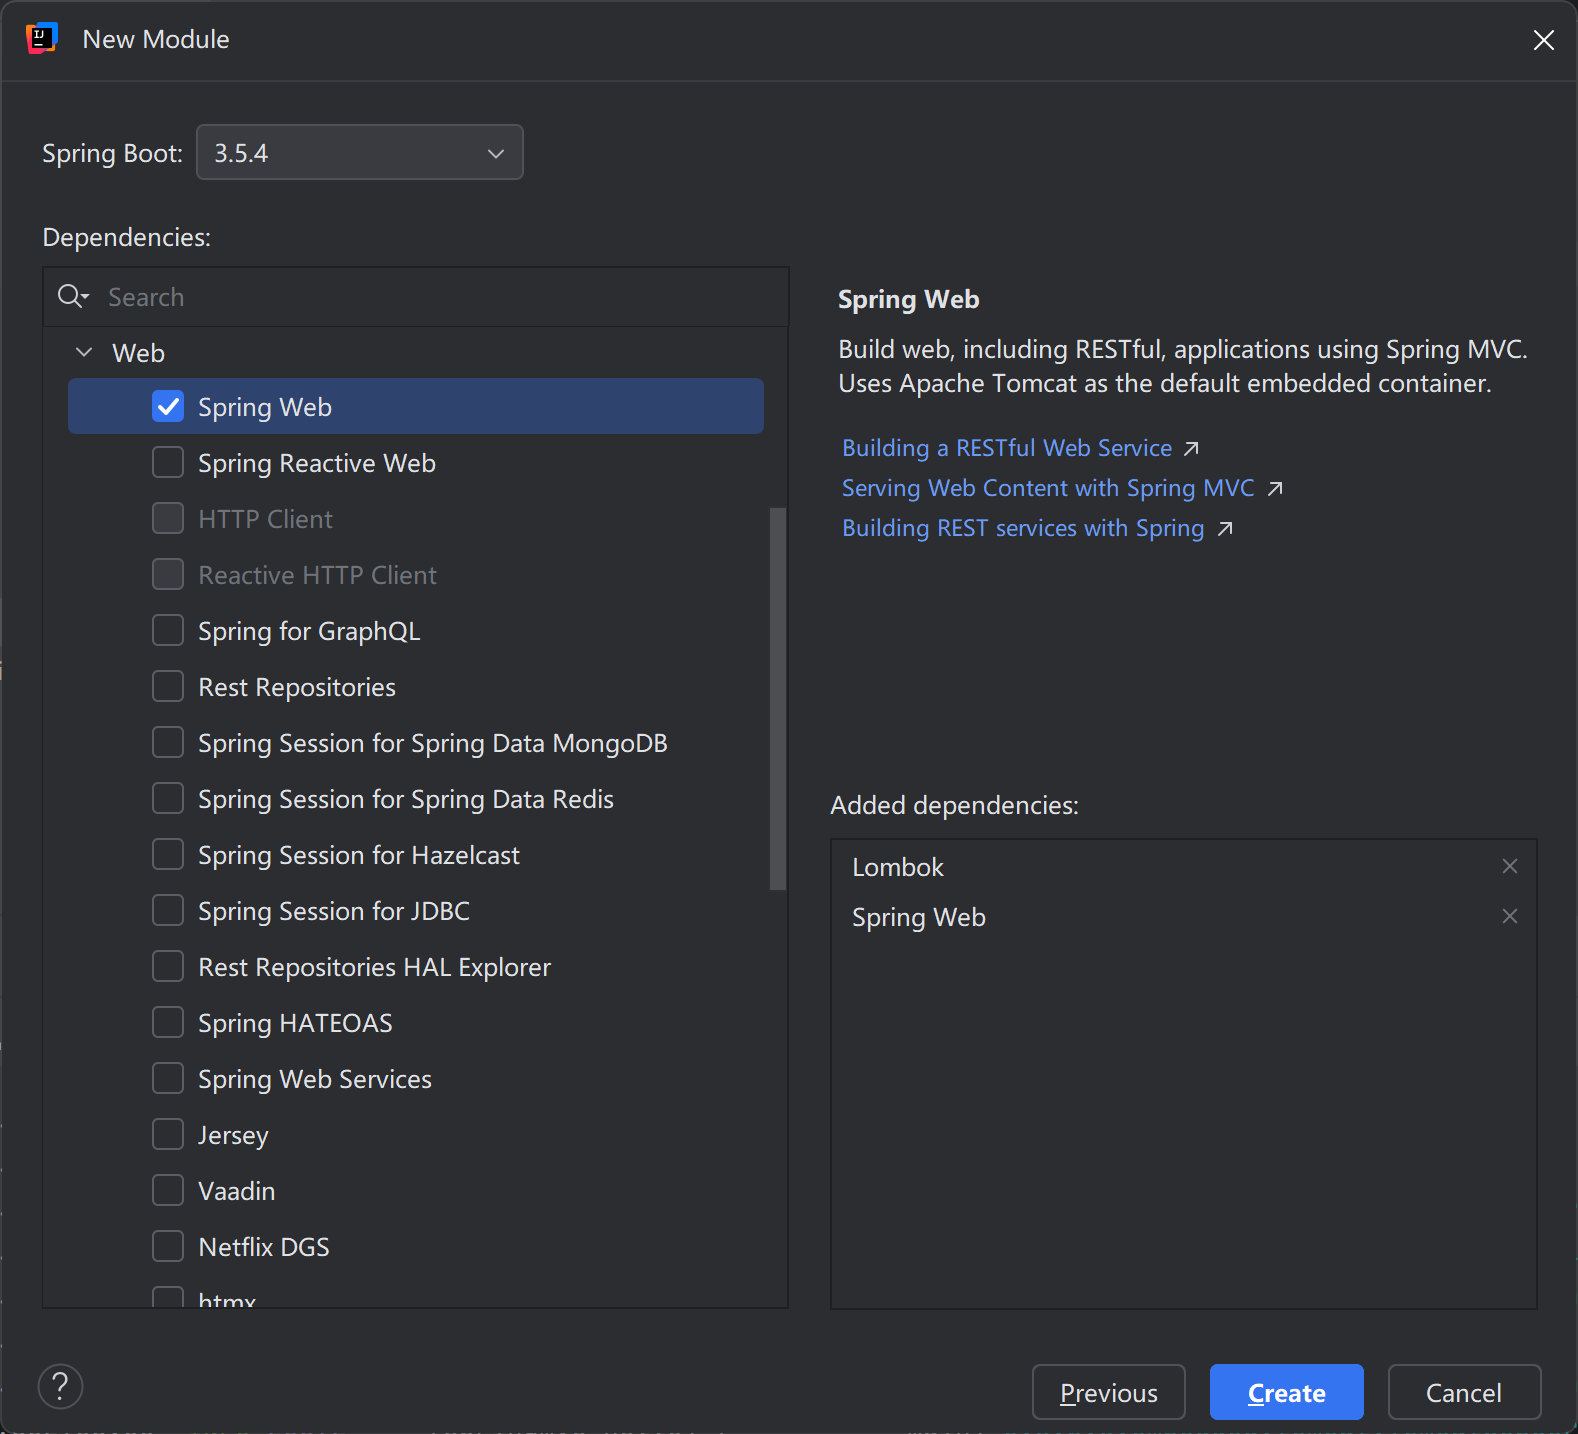 New Module
Spring Boot: 3.5.4
Dependencies:
Search
Web
Spring Web
Spring Reactive Web
HTTP Client
Reactive HTTP Client
Spring for GraphQL
Rest Repositories
Spring Session for Spring Data MongoDB
Spring Session for Spring Data Redis
Spring Session for Hazelcast
Spring Session for JDBC
Rest Repositories HAL Explorer
Spring HATEOAS
Spring Web Services
Jersey
Vaadin
Netflix DGS
htmx
Spring Web
Build web, including RESTful, applications using Spring MVC.
Uses Apache Tomcat as the default embedded container.
Building a RESTful Web Service
Serving Web Content with Spring MVC
Building REST services with Spring
Added dependencies:
Lombok
Spring Web
?
Previous
Create
Cancel